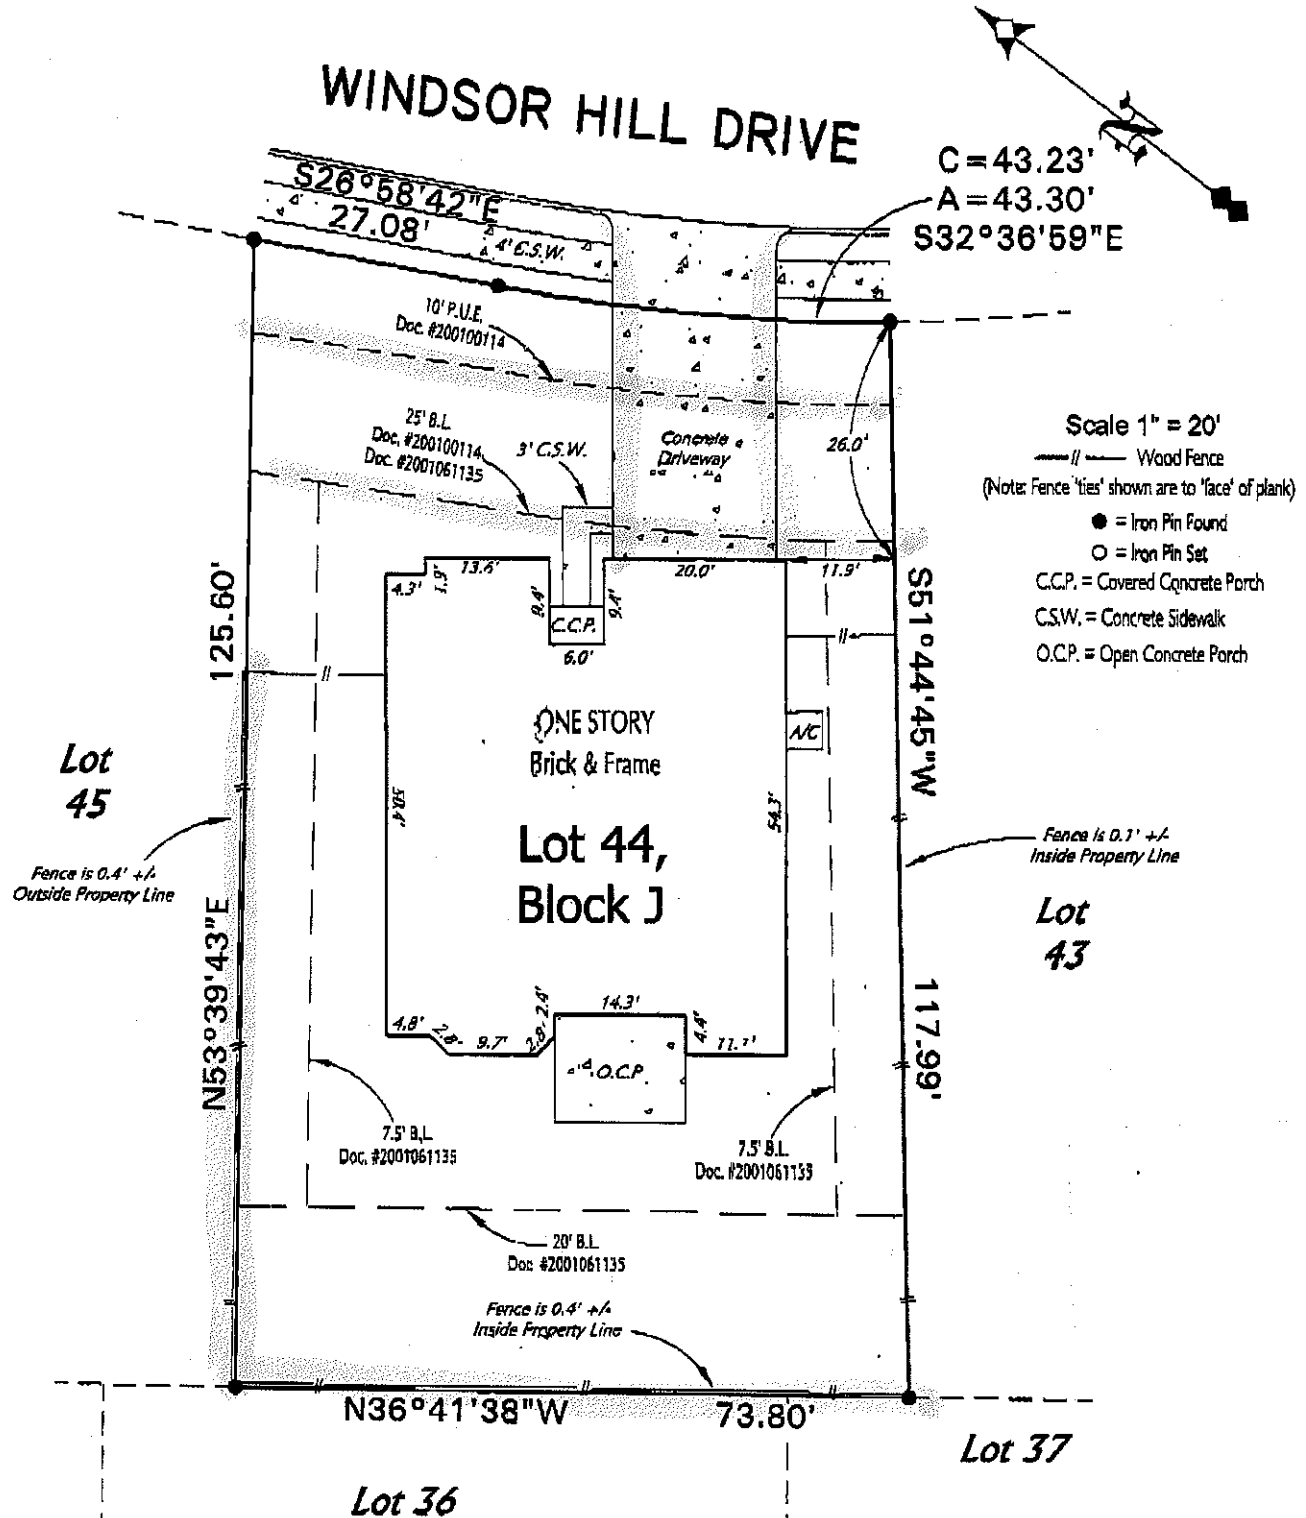 WINDSOR HILL DRIVE
N
C=43.23'
A=43.30'
S32°36'59"E
S26°58'42"E
27.08'
4' C.S.W.
10' P.U.E.
Doc. #200100114
25' B.L.
Doc. #200100114
Doc. #2001061135
3' C.S.W.
Concrete
Driveway
26.0'
Scale 1" = 20'
// Wood Fence
(Note: Fence 'ties' shown are to 'face' of plank)
= Iron Pin Found
= Iron Pin Set
C.C.P. = Covered Concrete Porch
C.S.W. = Concrete Sidewalk
O.C.P. = Open Concrete Porch
13.6'
20.0'
11.9'
4.3'
1.9'
9.4'
9.4'
C.C.P.
6.0'
125.60'
S51°44'45"W
ONE STORY
Brick & Frame
A/C
Lot
45
50.4'
54.3'
Lot 44,
Block J
Fence is 0.4' +/-
Outside Property Line
Fence is 0.1' +/-
Inside Property Line
Lot
43
N53°39'43"E
117.99'
14.3'
4.8'
2.8'
9.7'
2.8'
2.4'
4.4'
11.1'
O.C.P.
7.5' B.L.
Doc. #2001061135
7.5' B.L.
Doc. #2001061135
20' B.L.
Doc. #2001061135
Fence is 0.4' +/-
Inside Property Line
N36°41'38"W
73.80'
Lot 37
Lot 36